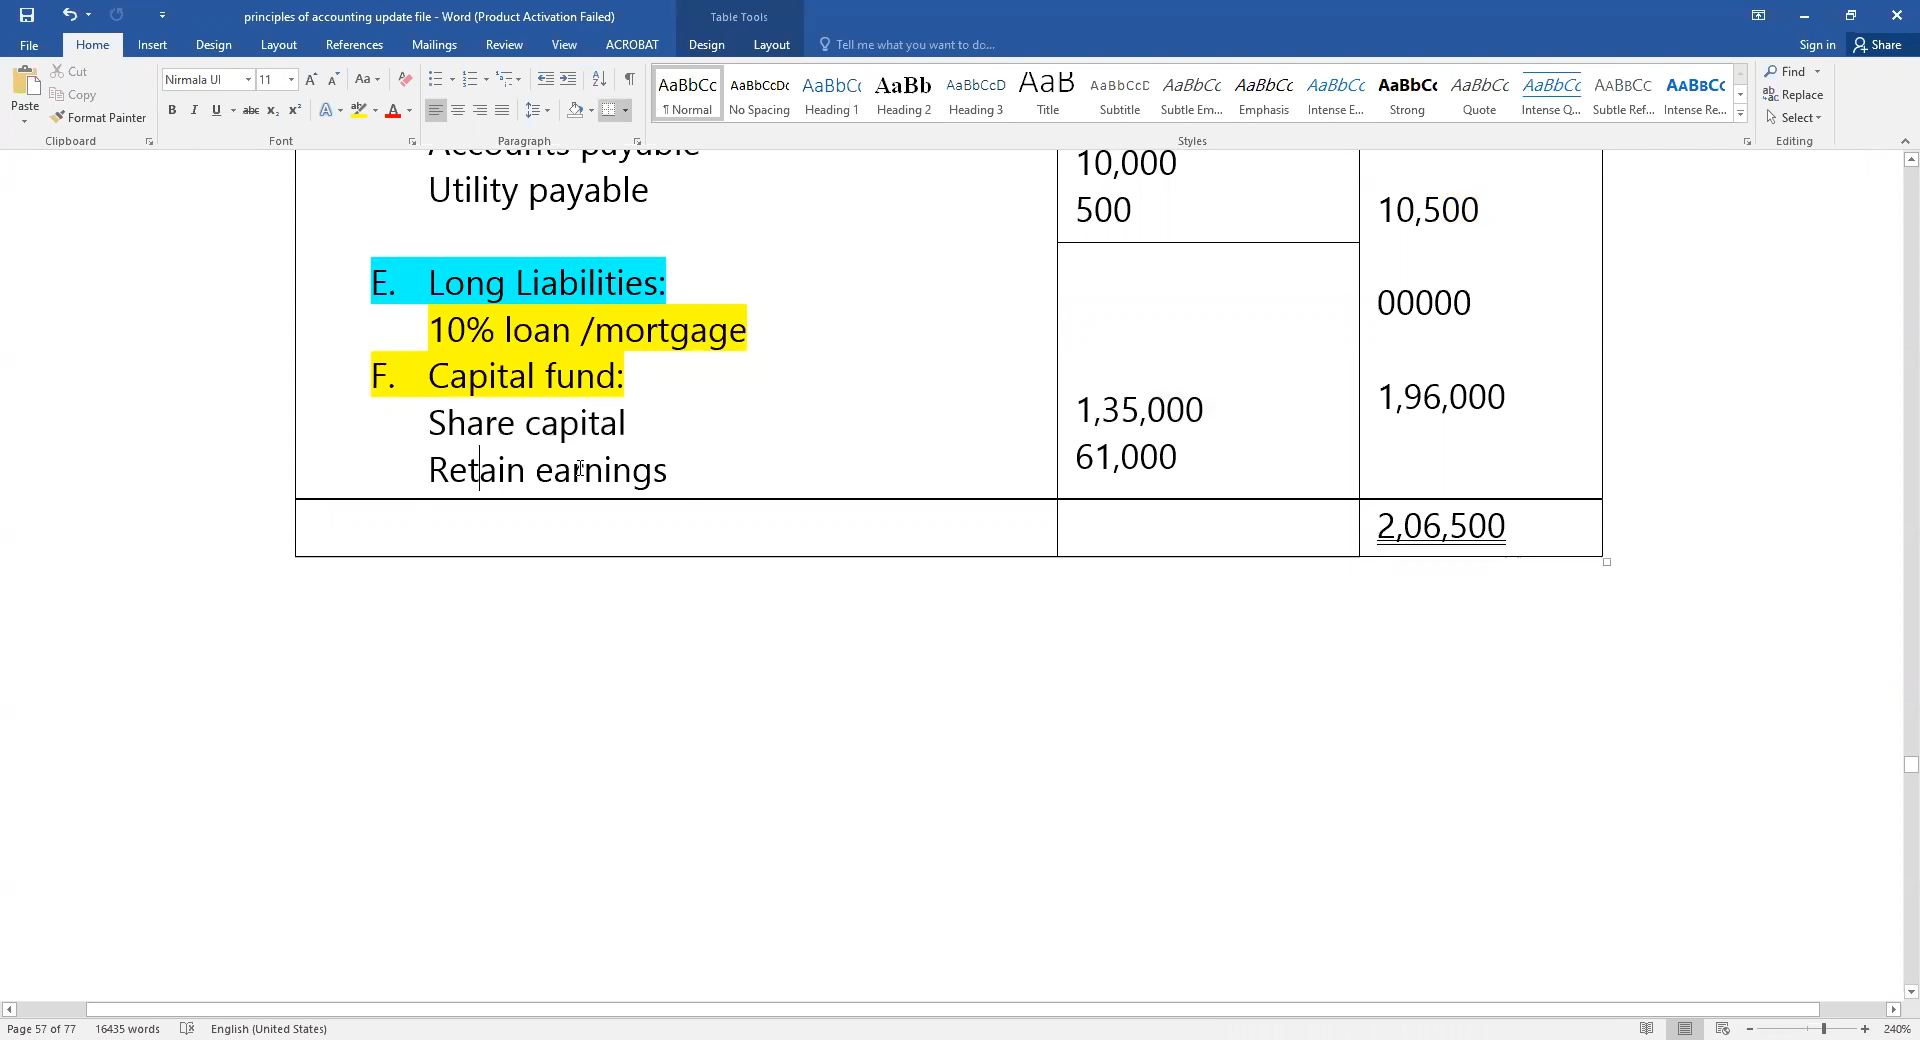 principles of accounting update file - Word (Product Activation Failed)
Table Tools
File Home Insert Design Layout References Mailings Review View ACROBAT Design Layout Tell me what you want to do... Sign in Share
Paste
Cut
Copy
Format Painter
Clipboard
Nirmala UI 11
Font
Paragraph
AaBbCc AaBbCcDc AaBbCc AaBb AaBbCcD AaB AaBbCcD AaBbCc AaBbCc AaBbCc AaBbCc AaBbCc AaBbCc AABBCC AABBCC
¶ Normal No Spacing Heading 1 Heading 2 Heading 3 Title Subtitle Subtle Em... Emphasis Intense E... Strong Quote Intense Q... Subtle Ref... Intense Re...
Styles
Find
Replace
Select
Editing
Accounts payable 10,000
Utility payable 500 10,500
E. Long Liabilities: 00000
10% loan /mortgage
F. Capital fund: 1,96,000
Share capital 1,35,000
Retain earnings 61,000
2,06,500
Page 57 of 77 16435 words English (United States) 240%